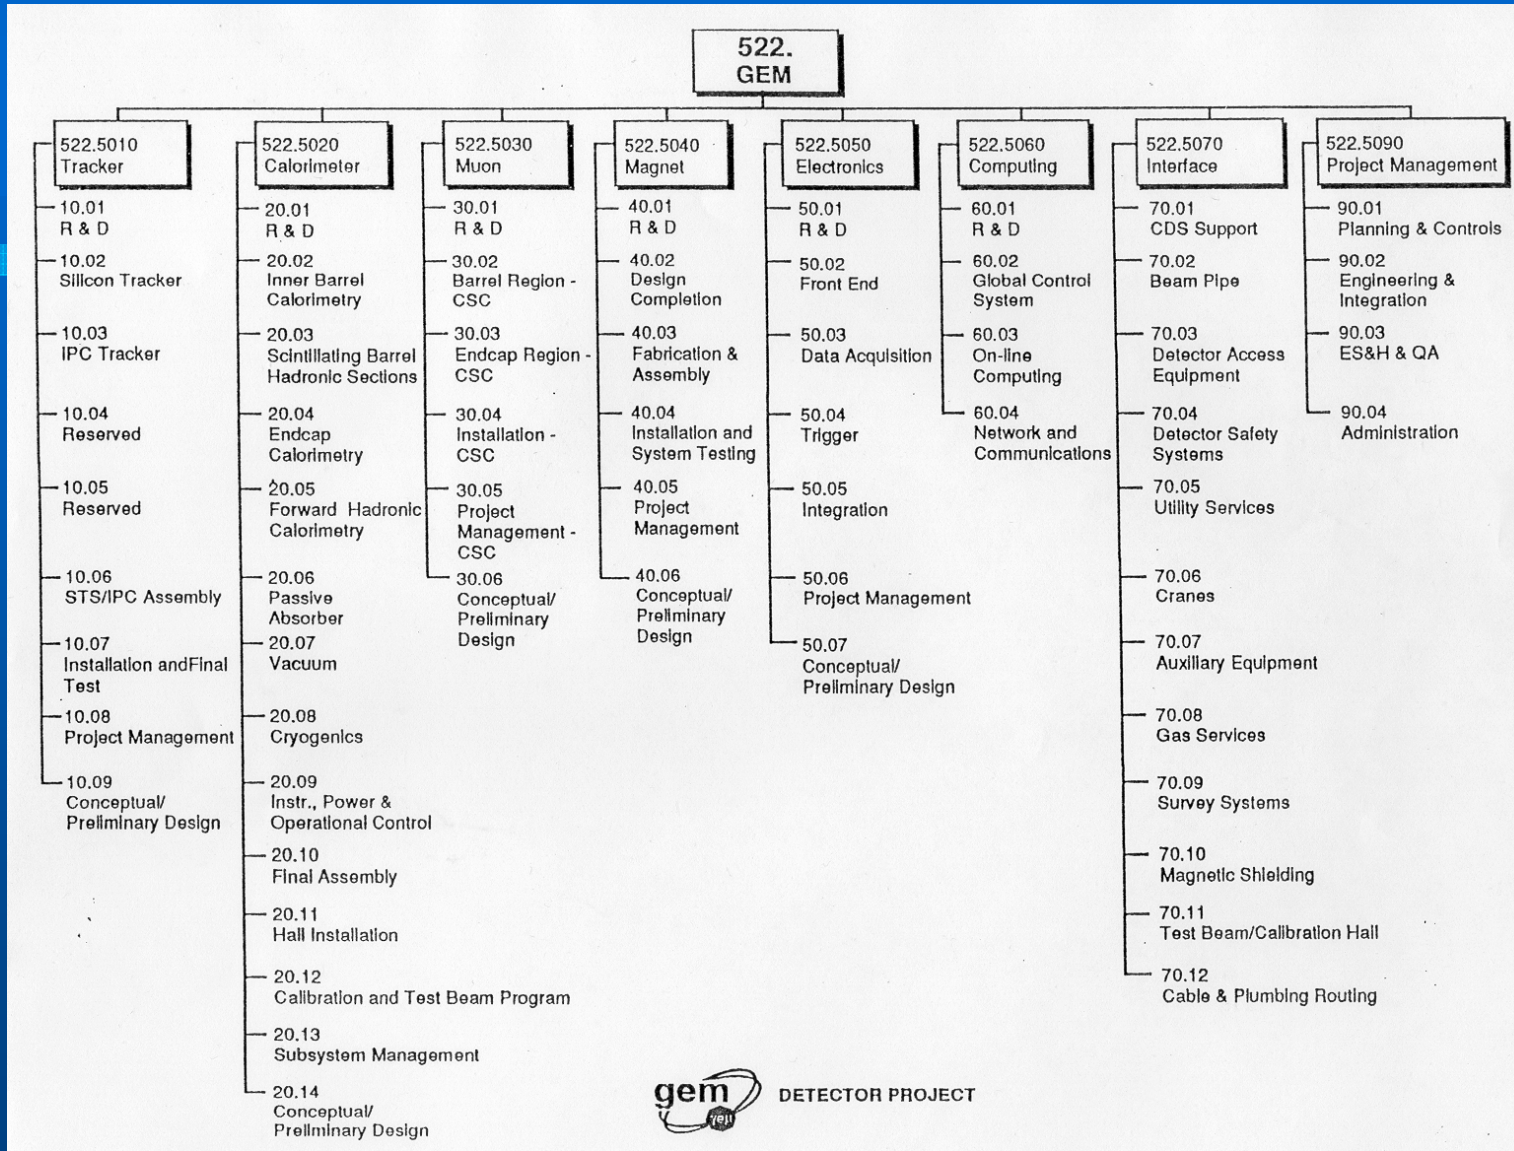 522.
GEM
522.5010
Tracker
10.01
R & D
10.02
Silicon Tracker
10.03
IPC Tracker
10.04
Reserved
10.05
Reserved
10.06
STS/IPC Assembly
10.07
Installation andFinal
Test
10.08
Project Management
10.09
Conceptual/
Preliminary Design
522.5020
Calorimeter
20.01
R & D
20.02
Inner Barrel
Calorimetry
20.03
Scintillating Barrel
Hadronic Sections
20.04
Endcap
Calorimetry
20.05
Forward Hadronic
Calorimetry
20.06
Passive
Absorber
20.07
Vacuum
20.08
Cryogenics
20.09
Instr., Power &
Operational Control
20.10
Final Assembly
20.11
Hall Installation
20.12
Calibration and Test Beam Program
20.13
Subsystem Management
20.14
Conceptual/
Preliminary Design
522.5030
Muon
30.01
R & D
30.02
Barrel Region -
CSC
30.03
Endcap Region -
CSC
30.04
Installation -
CSC
30.05
Project
Management -
CSC
30.06
Conceptual/
Preliminary
Design
522.5040
Magnet
40.01
R & D
40.02
Design
Completion
40.03
Fabrication &
Assembly
40.04
Installation and
System Testing
40.05
Project
Management
40.06
Conceptual/
Preliminary
Design
522.5050
Electronics
50.01
R & D
50.02
Front End
50.03
Data Acquisition
50.04
Trigger
50.05
Integration
50.06
Project Management
50.07
Conceptual/
Preliminary Design
522.5060
Computing
60.01
R & D
60.02
Global Control
System
60.03
On-line
Computing
60.04
Network and
Communications
522.5070
Interface
70.01
CDS Support
70.02
Beam Pipe
70.03
Detector Access
Equipment
70.04
Detector Safety
Systems
70.05
Utility Services
70.06
Cranes
70.07
Auxiliary Equipment
70.08
Gas Services
70.09
Survey Systems
70.10
Magnetic Shielding
70.11
Test Beam/Calibration Hall
70.12
Cable & Plumbing Routing
522.5090
Project Management
90.01
Planning & Controls
90.02
Engineering &
Integration
90.03
ES&H & QA
90.04
Administration
gem
DETECTOR PROJECT